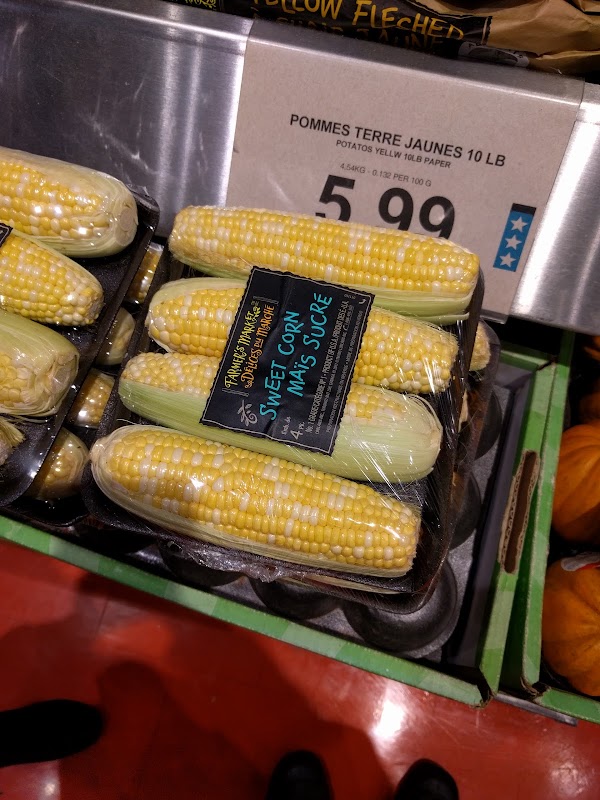 YELLOW FLESHED
POMMES TERRE JAUNES 10 LB
POTATOS YELLW 10LB PAPER
4.54KG - 0.132 PER 100 G
5.99
FARMER'S MARKET
DÉLICES DU MARCHÉ
SWEET CORN
MAÏS SUCRÉ
4 PK.